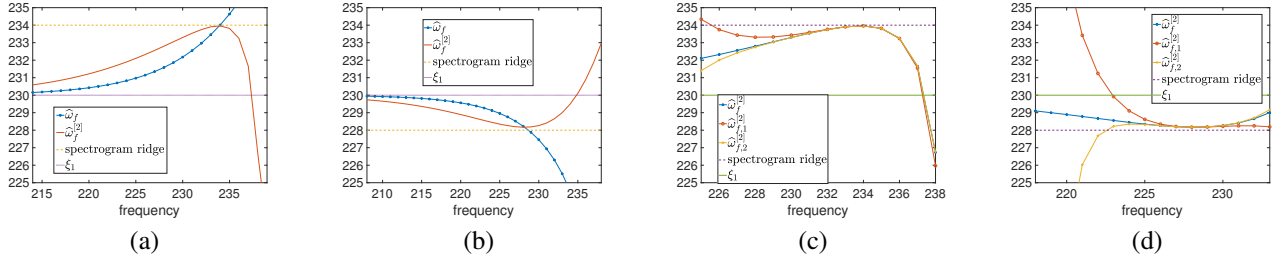 235
234
233
232
231
230
229
228
227
226
225
215 220 225 230 235
frequency
ω̂_f
ω̂_f^[2]
spectrogram ridge
ξ₁
(a)
235
234
233
232
231
230
229
228
227
226
225
210 215 220 225 230 235
frequency
ω̂_f
ω̂_f^[2]
spectrogram ridge
ξ₁
(b)
235
234
233
232
231
230
229
228
227
226
225
226 228 230 232 234 236 238
frequency
ω̂_f^[2]
ω̂_{f,1}^[2]
ω̂_{f,2}^[2]
spectrogram ridge
ξ₁
(c)
235
234
233
232
231
230
229
228
227
226
225
220 225 230
frequency
ω̂_f^[2]
ω̂_{f,1}^[2]
ω̂_{f,2}^[2]
spectrogram ridge
ξ₁
(d)